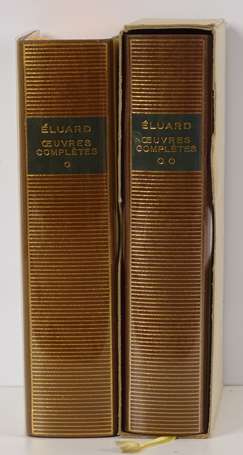 ÉLUARD
ŒUVRES
COMPLÈTES
ÉLUARD
ŒUVRES
COMPLÈTES